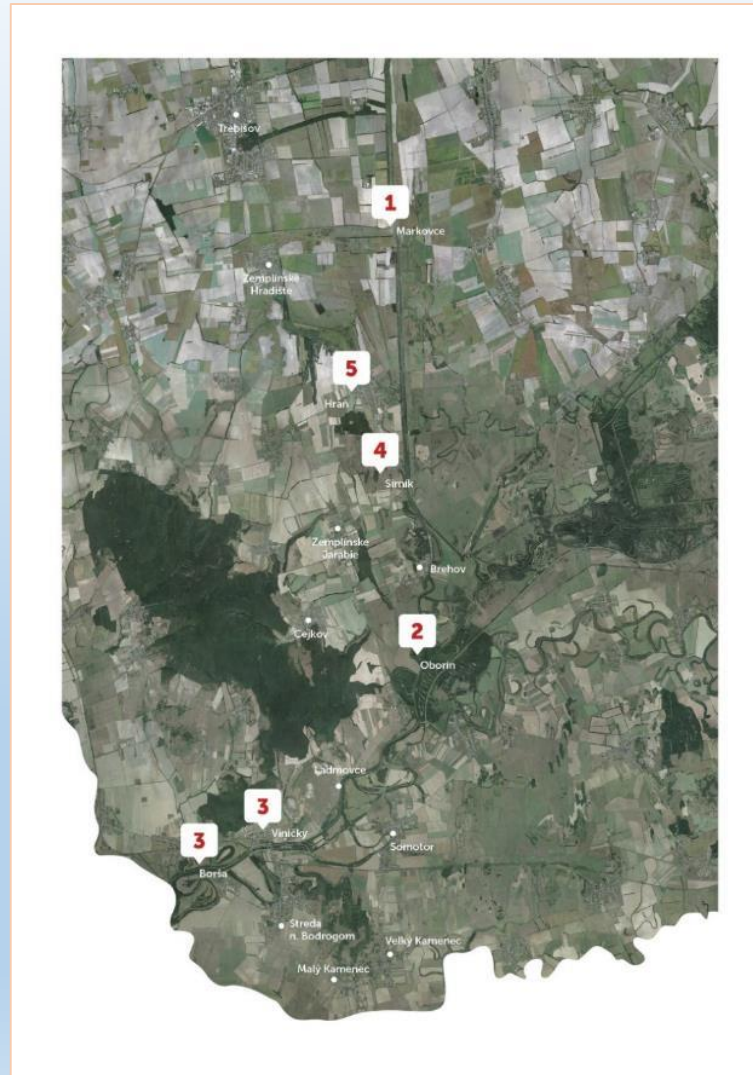 Trebišov
1
Markovce
Zemplínske
Hradište
5
Hraň
4
Sirník
Zemplínske
Jarabie
Brehov
Cejkov
2
Oborín
Ladmovce
3
Viničky
Somotor
3
Borša
Streda
n. Bodrogom
Veľký Kamenec
Malý Kamenec